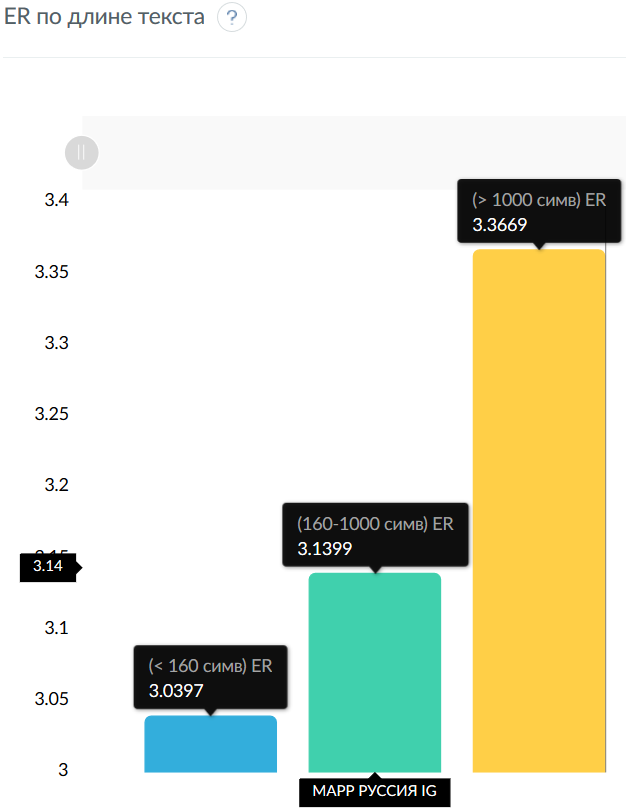 ER по длине текста ?
3.4
(> 1000 симв) ER
3.3669
3.35
3.3
3.25
3.2
(160-1000 симв) ER
3.1399
3.14
3.1
(< 160 симв) ER
3.0397
3.05
3
МАРР РУССИЯ IG